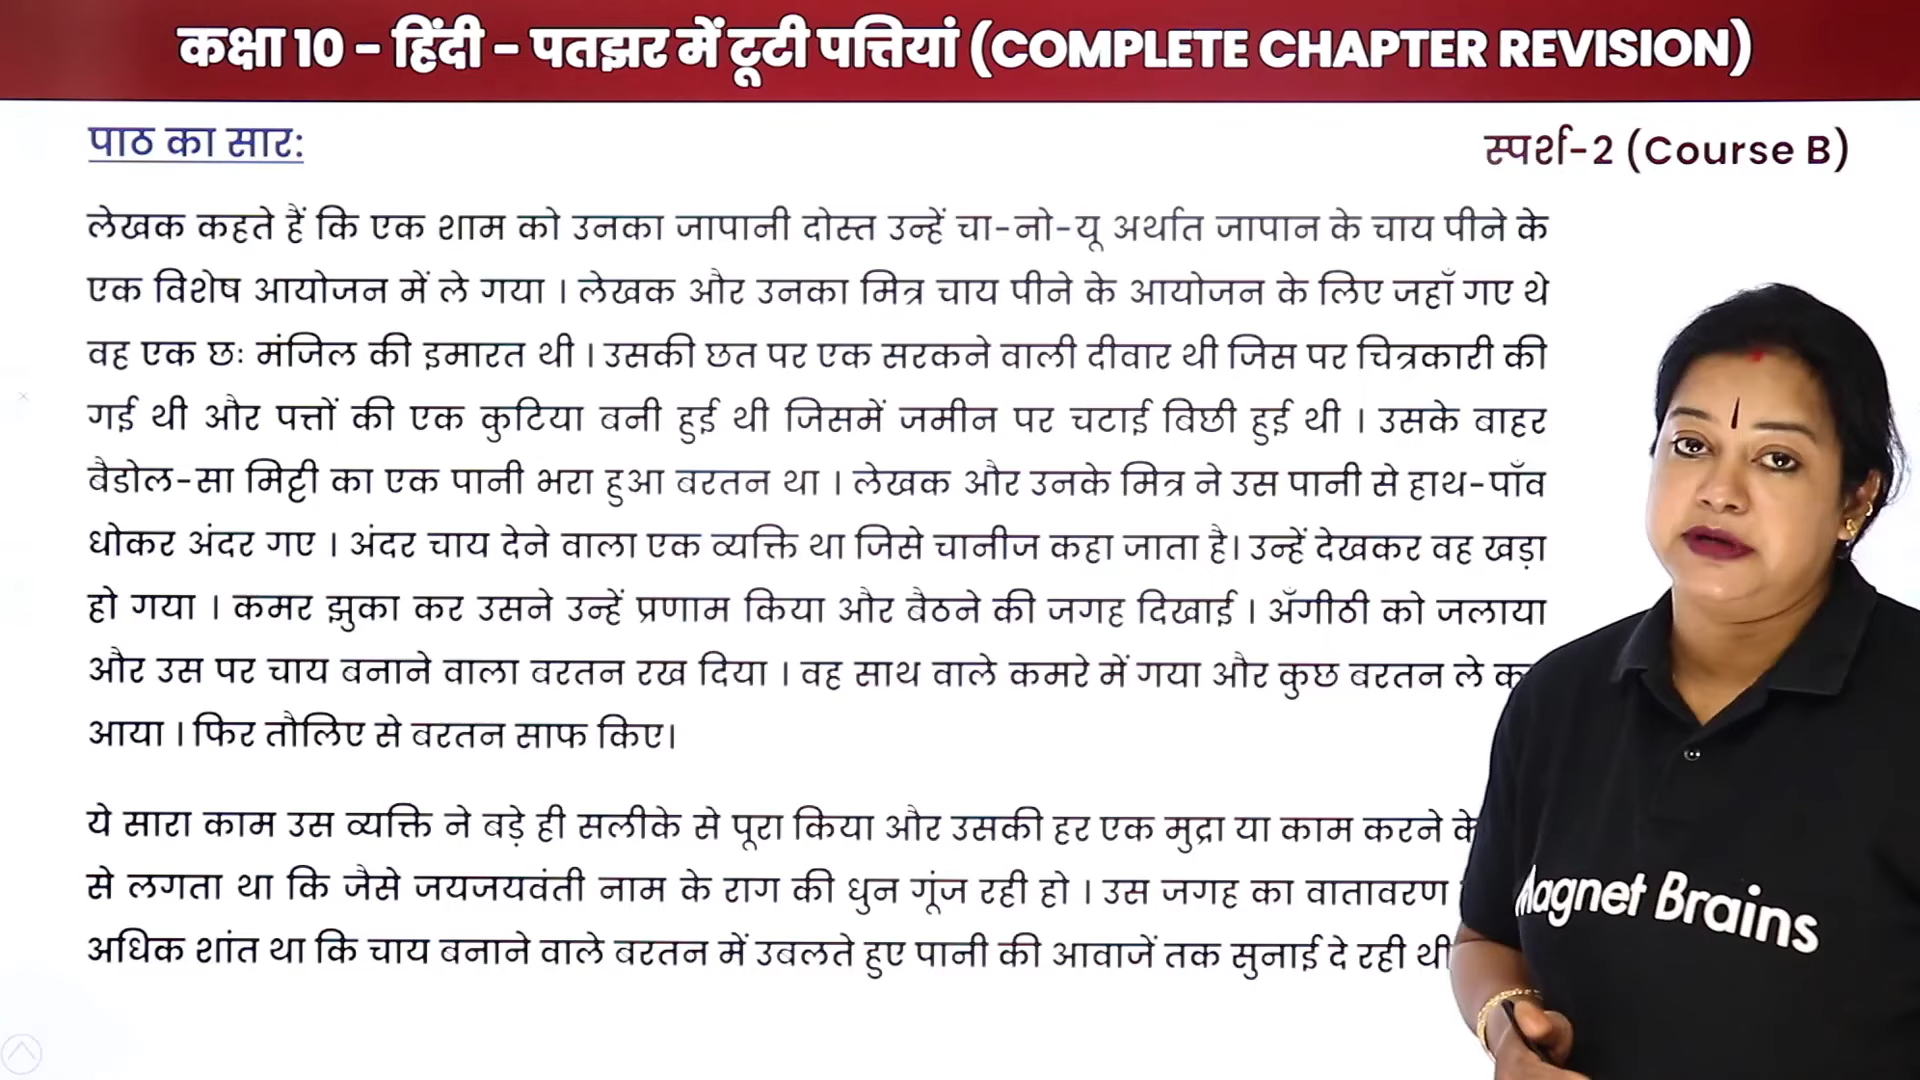 कक्षा 10 - हिंदी - पतझर में टूटी पत्तियां (COMPLETE CHAPTER REVISION)
पाठ का सार:
स्पर्श-2 (Course B)
लेखक कहते हैं कि एक शाम को उनका जापानी दोस्त उन्हें चा-नो-यू अर्थात जापान के चाय पीने के
एक विशेष आयोजन में ले गया । लेखक और उनका मित्र चाय पीने के आयोजन के लिए जहाँ गए थे
वह एक छः मंजिल की इमारत थी । उसकी छत पर एक सरकने वाली दीवार थी जिस पर चित्रकारी की
गई थी और पत्तों की एक कुटिया बनी हुई थी जिसमें जमीन पर चटाई बिछी हुई थी । उसके बाहर
बैडोल-सा मिट्टी का एक पानी भरा हुआ बरतन था । लेखक और उनके मित्र ने उस पानी से हाथ-पाँव
धोकर अंदर गए । अंदर चाय देने वाला एक व्यक्ति था जिसे चानीज कहा जाता है। उन्हें देखकर वह खड़ा
हो गया । कमर झुका कर उसने उन्हें प्रणाम किया और बैठने की जगह दिखाई । अँगीठी को जलाया
और उस पर चाय बनाने वाला बरतन रख दिया । वह साथ वाले कमरे में गया और कुछ बरतन ले
आया । फिर तौलिए से बरतन साफ किए।
ये सारा काम उस व्यक्ति ने बड़े ही सलीके से पूरा किया और उसकी हर एक मुद्रा या काम करने के
से लगता था कि जैसे जयजयवंती नाम के राग की धुन गूंज रही हो । उस जगह का वातावरण
अधिक शांत था कि चाय बनाने वाले बरतन में उबलते हुए पानी की आवाजें तक सुनाई दे रही थी
Magnet Brains